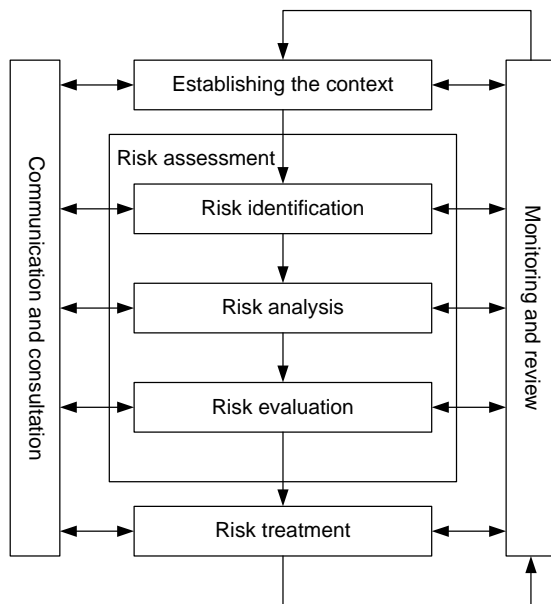 Establishing the context
Risk assessment
Risk identification
Risk analysis
Risk evaluation
Risk treatment
Communication and consultation
Monitoring and review